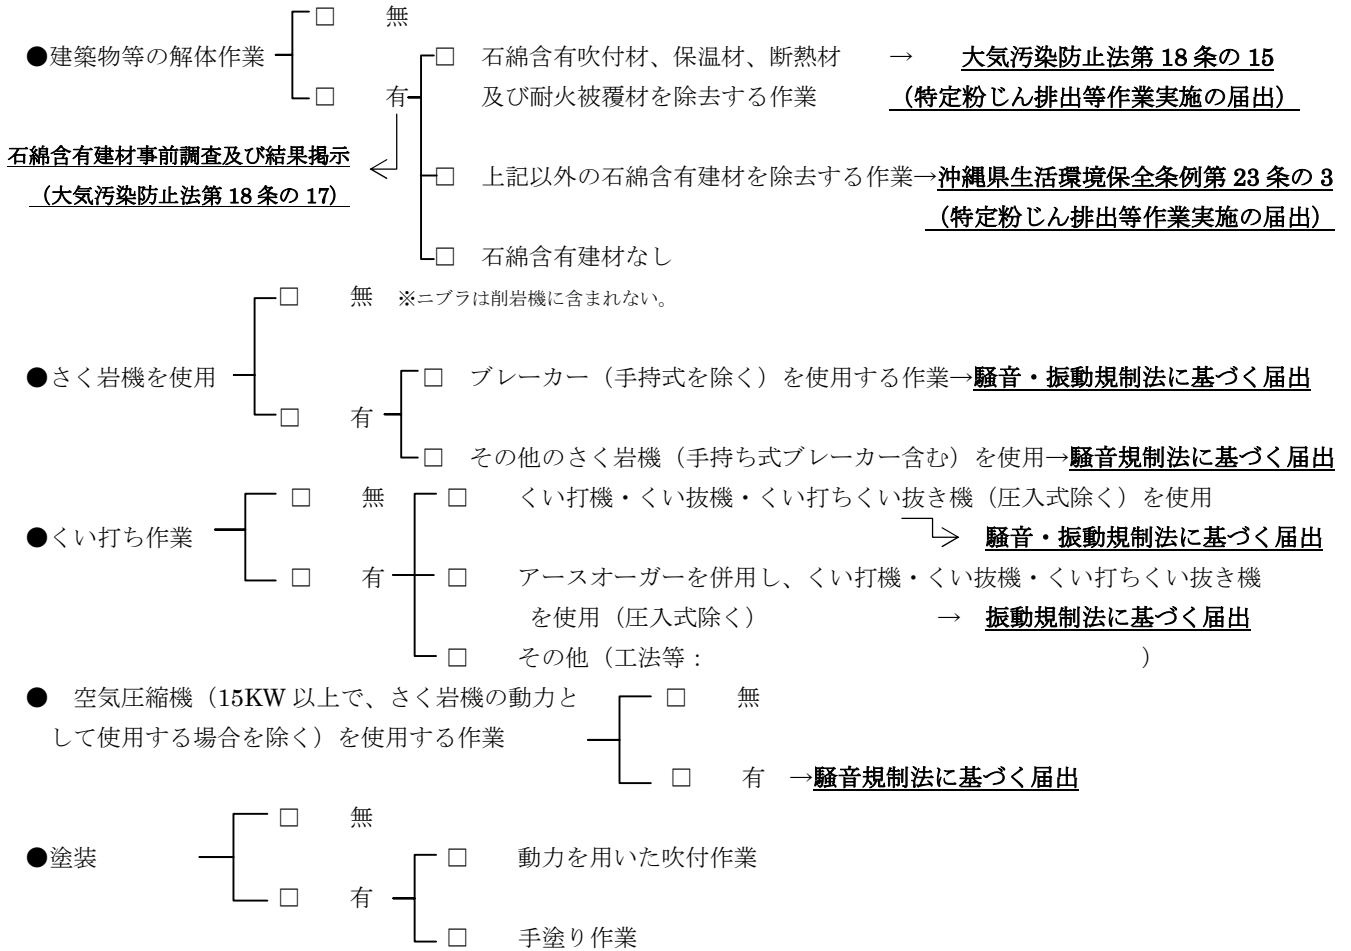 □ 無
●建築物等の解体作業 □ 石綿含有吹付材、保温材、断熱材 → 大気汚染防止法第 18 条の 15
□ 有 及び耐火被覆材を除去する作業 （特定粉じん排出等作業実施の届出）
石綿含有建材事前調査及び結果掲示
（大気汚染防止法第 18 条の 17）
□ 上記以外の石綿含有建材を除去する作業→沖縄県生活環境保全条例第 23 条の 3
（特定粉じん排出等作業実施の届出）
□ 石綿含有建材なし
□ 無 ※ニブラは削岩機に含まれない。
●さく岩機を使用 □ ブレーカー（手持式を除く）を使用する作業→騒音・振動規制法に基づく届出
□ 有
□ その他のさく岩機（手持ち式ブレーカー含む）を使用→騒音規制法に基づく届出
□ 無 □ くい打機・くい抜機・くい打ちくい抜き機（圧入式除く）を使用
●くい打ち作業 騒音・振動規制法に基づく届出
□ 有 □ アースオーガーを併用し、くい打機・くい抜機・くい打ちくい抜き機
を使用（圧入式除く） → 振動規制法に基づく届出
□ その他（工法等： ）
● 空気圧縮機（15KW 以上で、さく岩機の動力と □ 無
して使用する場合を除く）を使用する作業
□ 有 →騒音規制法に基づく届出
□ 無
●塗装 □ 動力を用いた吹付作業
□ 有
□ 手塗り作業